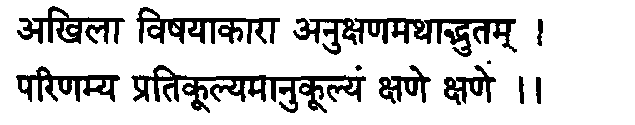 अखिला विषयाकारा अनुक्षणमथाद्भुतम् ।
परिणम्य प्रतिकूल्यमानुकूल्यं क्षणे क्षणे ।।